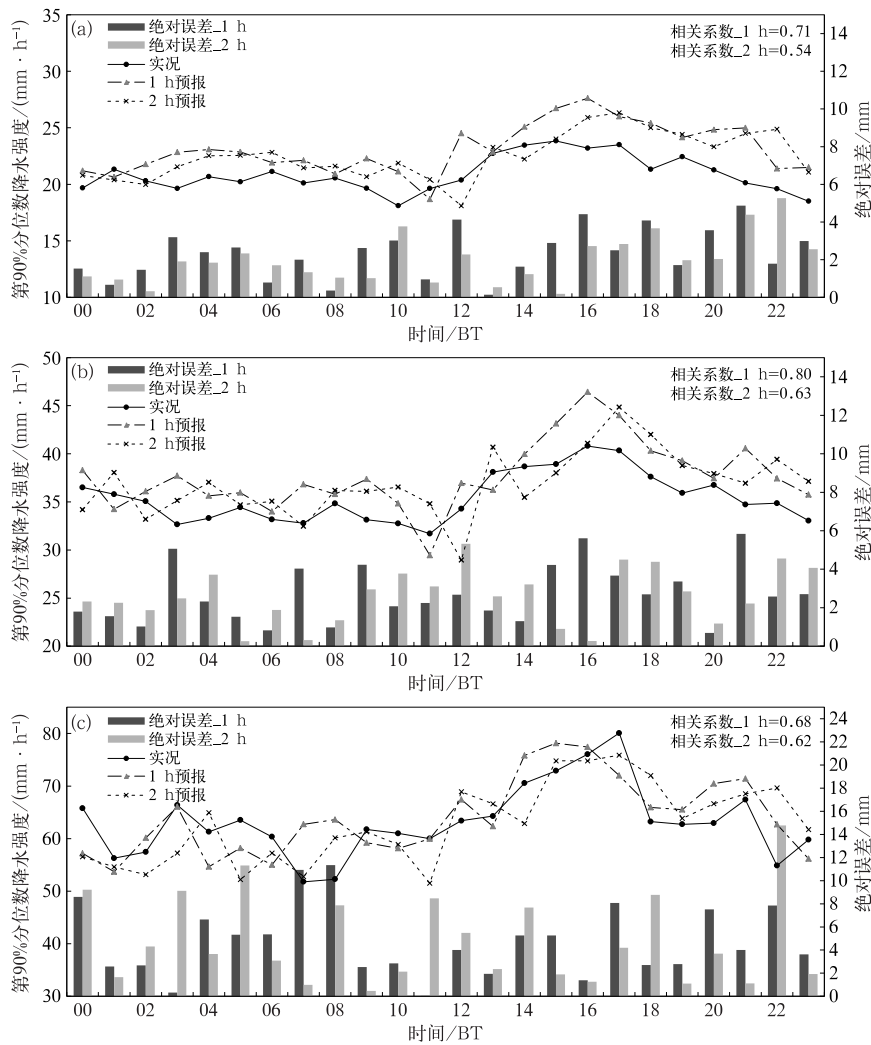 (a)
绝对误差_1 h
绝对误差_2 h
实况
1 h预报
2 h预报
相关系数_1 h=0.71
相关系数_2 h=0.54
35
30
25
20
15
10
14
12
10
8
6
4
2
0
第90%分位数降水强度/(mm·h⁻¹)
绝对误差/mm
00 02 04 06 08 10 12 14 16 18 20 22
时间/BT
(b)
绝对误差_1 h
绝对误差_2 h
实况
1 h预报
2 h预报
相关系数_1 h=0.80
相关系数_2 h=0.63
50
45
40
35
30
25
20
14
12
10
8
6
4
2
0
第90%分位数降水强度/(mm·h⁻¹)
绝对误差/mm
00 02 04 06 08 10 12 14 16 18 20 22
时间/BT
(c)
绝对误差_1 h
绝对误差_2 h
实况
1 h预报
2 h预报
相关系数_1 h=0.68
相关系数_2 h=0.62
80
70
60
50
40
30
24
22
20
18
16
14
12
10
8
6
4
2
0
第90%分位数降水强度/(mm·h⁻¹)
绝对误差/mm
00 02 04 06 08 10 12 14 16 18 20 22
时间/BT